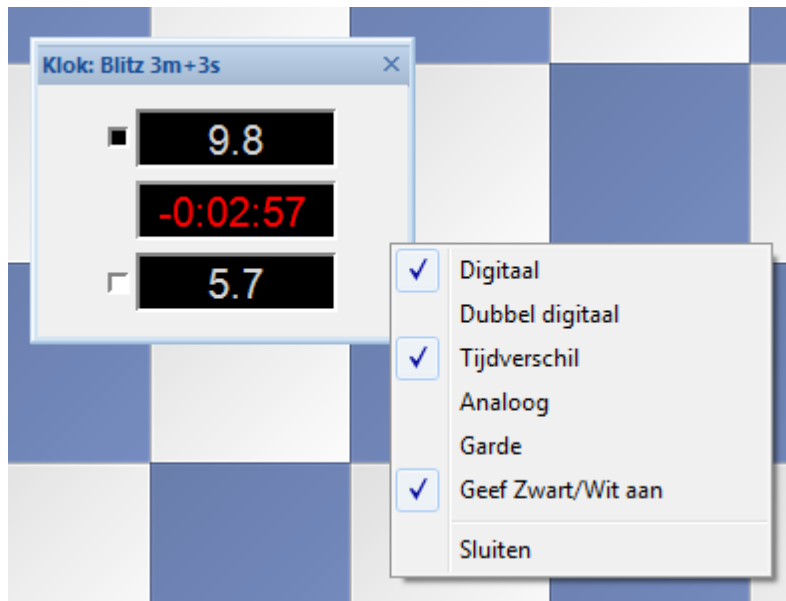 Klok: Blitz 3m+3s
9.8
-0:02:57
5.7
Digitaal
Dubbel digitaal
Tijdverschil
Analoog
Garde
Geef Zwart/Wit aan
Sluiten